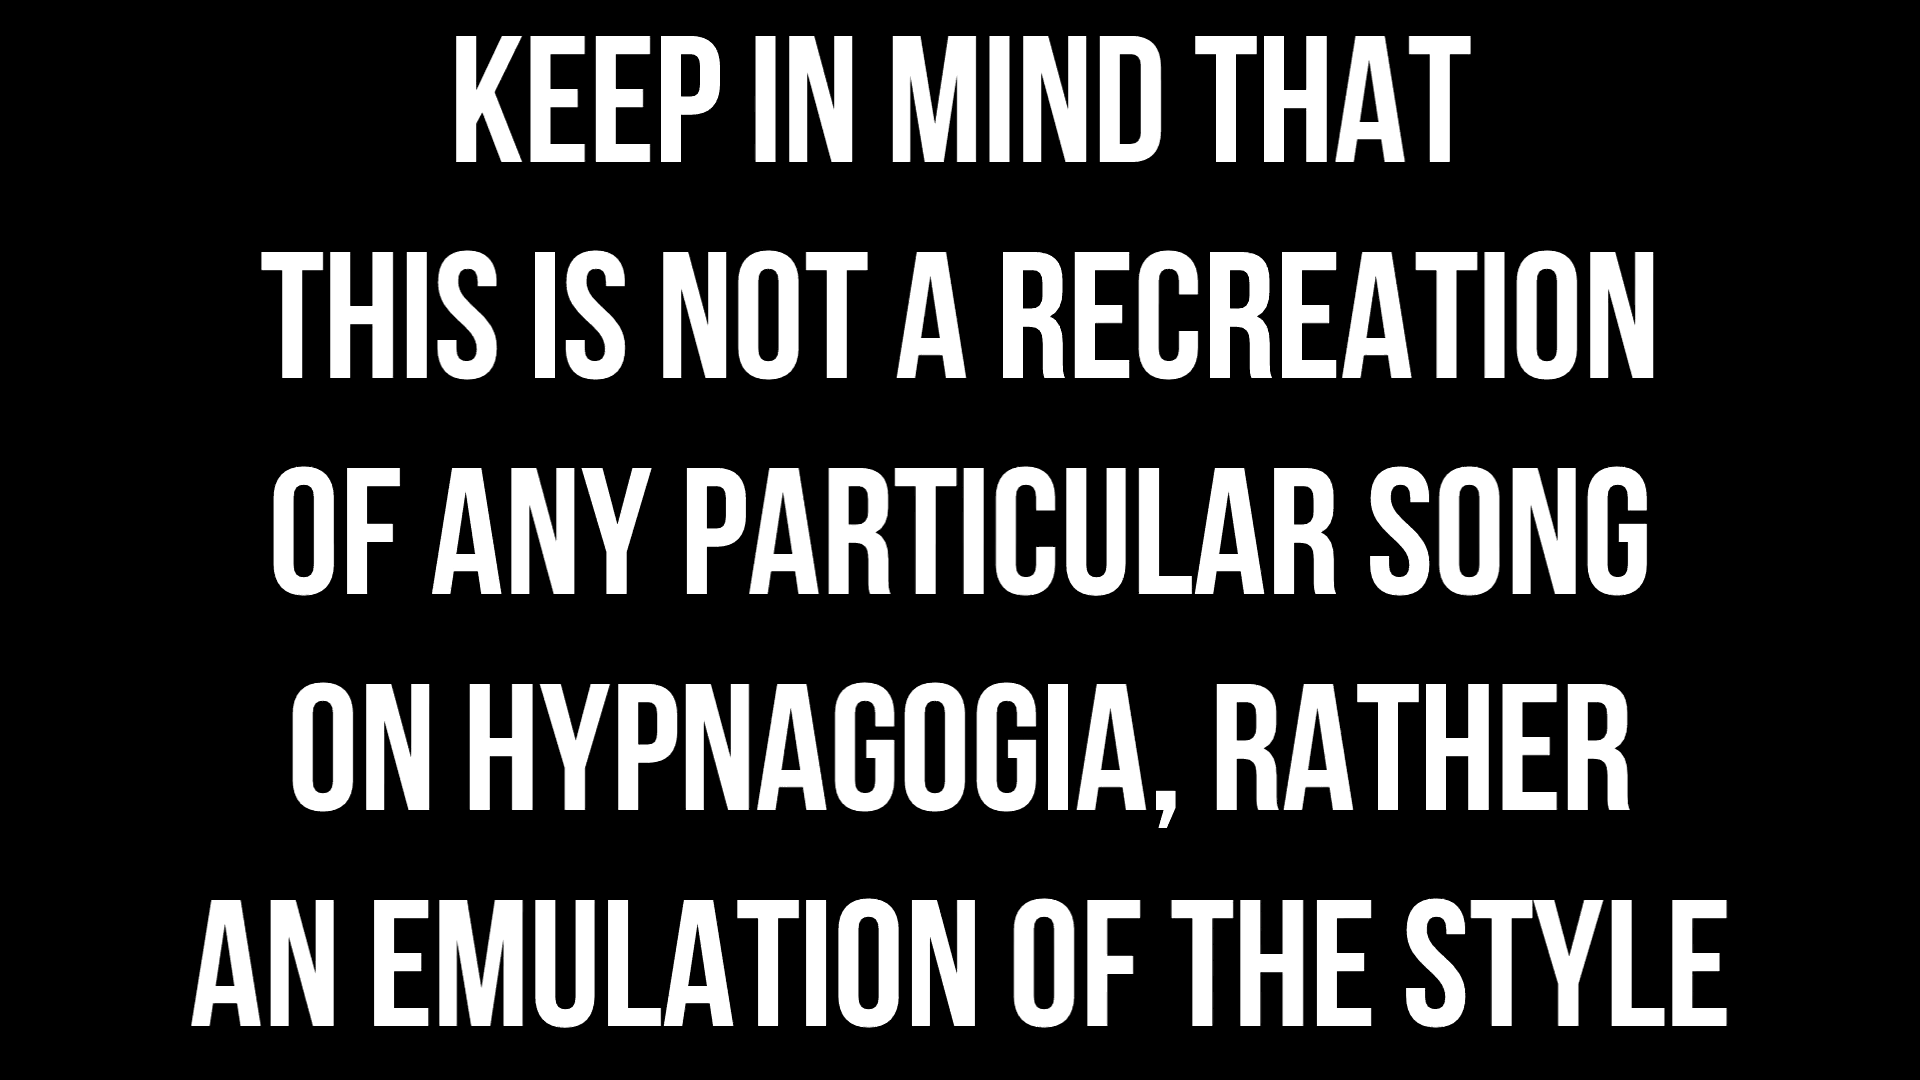 KEEP IN MIND THAT
THIS IS NOT A RECREATION
OF ANY PARTICULAR SONG
ON HYPNAGOGIA, RATHER
AN EMULATION OF THE STYLE